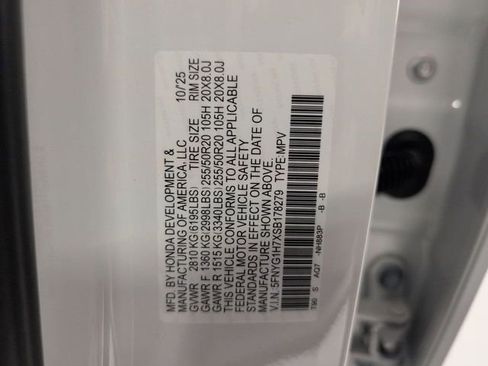 MFD. BY HONDA DEVELOPMENT &
MANUFACTURING OF AMERICA, LLC 10/25
GVWR 2810 KG(6195LBS) TIRE SIZE RIM SIZE
GAWR F 1360 KG(2998LBS) 255/50R20 105H 20X8.0J
GAWR R 1515 KG(3340LBS) 255/50R20 105H 20X8.0J
THIS VEHICLE CONFORMS TO ALL APPLICABLE
FEDERAL MOTOR VEHICLE SAFETY
STANDARDS IN EFFECT ON THE DATE OF
MANUFACTURE SHOWN ABOVE.
V.I.N. 5FNYG1H7XSB178279 TYPE:MPV
T90 S AQ7 -NH883P -B -B